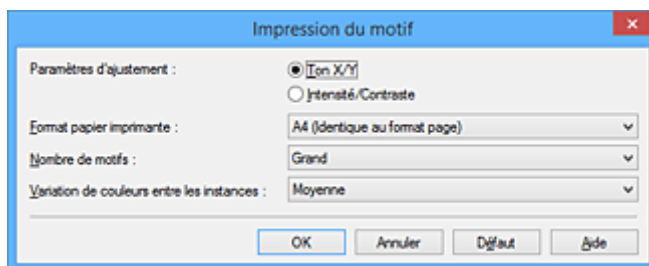 Impression du motif
Paramètres d'ajustement :
Ton X/Y
Intensité/Contraste
Format papier imprimante :
A4 (Identique au format page)
Nombre de motifs :
Grand
Variation de couleurs entre les instances :
Moyenne
OK Annuler Défaut Aide